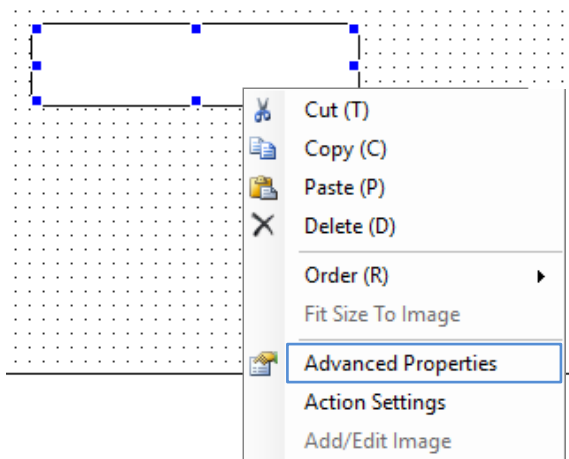 Cut (T)
Copy (C)
Paste (P)
Delete (D)
Order (R)
Fit Size To Image
Advanced Properties
Action Settings
Add/Edit Image